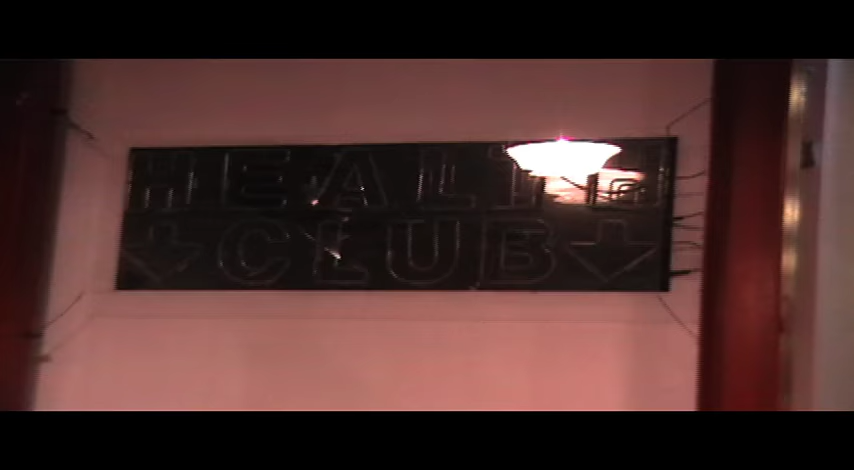 HEALTH
↓ CLUB ↓